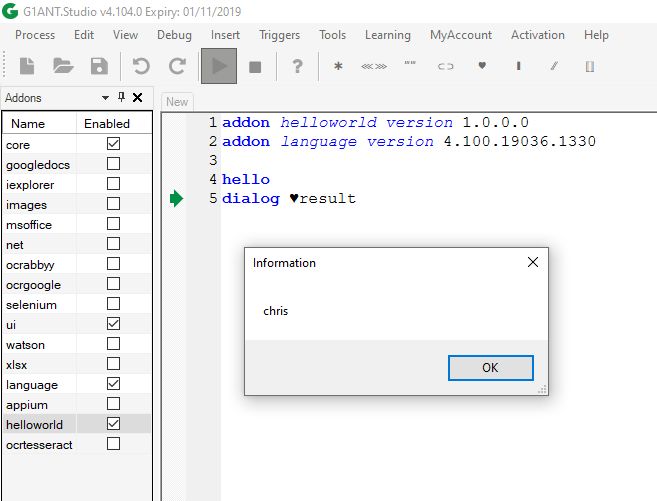 G1ANT.Studio v4.104.0 Expiry: 01/11/2019
Process Edit View Debug Insert Triggers Tools Learning MyAccount Activation Help
Addons
New
Name Enabled
core
googledocs
iexplorer
images
msoffice
net
ocrabbyy
ocrgoogle
selenium
ui
watson
xlsx
language
appium
helloworld
ocrtesseract
1 addon helloworld version 1.0.0.0
2 addon language version 4.100.19036.1330
3
4 hello
5 dialog ♥result
Information
chris
OK